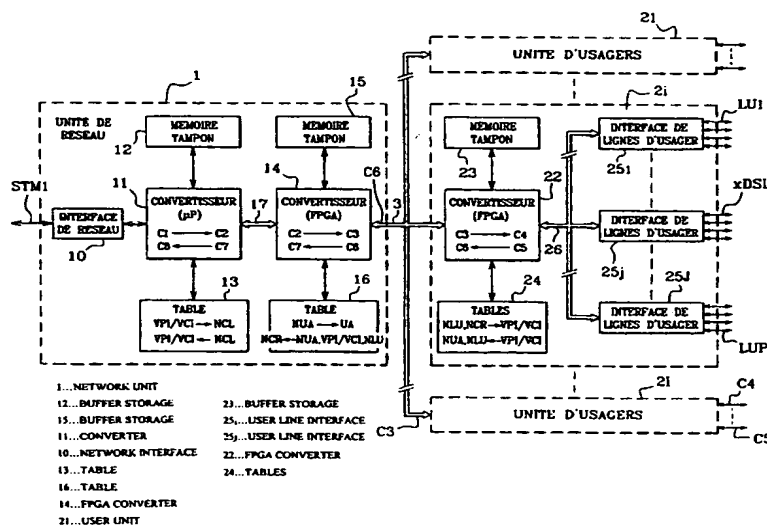 21
UNITE D'USAGERS
1
15
2i
UNITÉ DE
RESEAU
MEMOIRE
TAMPON
12
MEMOIRE
TAMPON
MEMOIRE
TAMPON
23
INTERFACE DE
LIGNES D'USAGER
25i
LU1
STM1
INTERFACE
DE RESEAU
10
11
CONVERTISSEUR
(µP)
C1 C2
C8 C7
17
14
CONVERTISSEUR
(FPGA)
C2 C3
C7 C6
C6
3
22
CONVERTISSEUR
(FPGA)
C3 C4
C6 C5
26
xDSL
INTERFACE DE
LIGNES D'USAGER
25j
13
TABLE
VPI/VCI NCL
VPI/VCI NCL
16
TABLE
NUA UA
NCR NUA,VPI/VCI,NLU
24
TABLES
NLU,NCR VPI/VCI
NUA,NLU VPI/VCI
25J
INTERFACE DE
LIGNES D'USAGER
LUP
21
UNITE D'USAGERS
C3
C4
C5
1...NETWORK UNIT
12...BUFFER STORAGE
15...BUFFER STORAGE
11...CONVERTER
10...NETWORK INTERFACE
13...TABLE
16...TABLE
14...FPGA CONVERTER
21...USER UNIT
23...BUFFER STORAGE
25i...USER LINE INTERFACE
25j...USER LINE INTERFACE
22...FPGA CONVERTER
24...TABLES